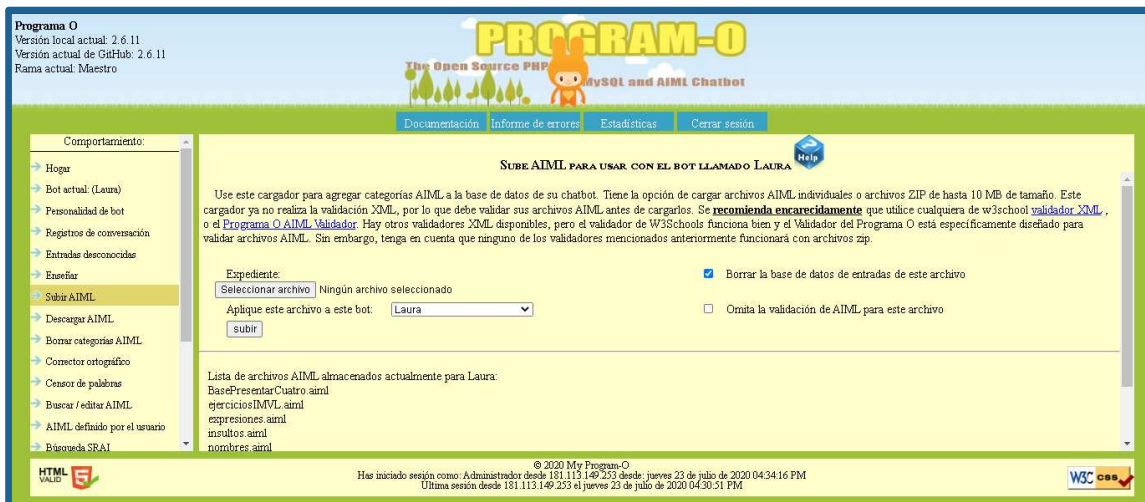 Programa O
Versión local actual: 2.6.11
Versión actual de GitHub: 2.6.11
Rama actual: Maestro
PROGRAM-O
The Open Source PHP
MySQL and AIML Chatbot
Documentación Informe de errores Estadísticas Cerrar sesión
Comportamiento:
Hogar
Bot actual: (Laura)
Personalidad de bot
Registros de conversación
Entradas desconocidas
Enseñar
Subir AIML
Descargar AIML
Borrar categorías AIML
Corrector ortográfico
Censor de palabras
Buscar / editar AIML
AIML definido por el usuario
Búsqueda SRAI
Sube AIML para usar con el bot llamado Laura
Help
Use este cargador para agregar categorías AIML a la base de datos de su chatbot. Tiene la opción de cargar archivos AIML individuales o archivos ZIP de hasta 10 MB de tamaño. Este
cargador ya no realiza la validación XML, por lo que debe validar sus archivos AIML antes de cargarlos. Se recomienda encarecidamente que utilice cualquiera de w3school validador XML ,
o el Programa O AIML Validador. Hay otros validadores XML disponibles, pero el validador de W3Schools funciona bien y el Validador del Programa O está específicamente diseñado para
validar archivos AIML. Sin embargo, tenga en cuenta que ninguno de los validadores mencionados anteriormente funcionará con archivos zip.
Expediente:
Seleccionar archivo Ningún archivo seleccionado
Borrar la base de datos de entradas de este archivo
Aplique este archivo a este bot: Laura
Omita la validación de AIML para este archivo
subir
Lista de archivos AIML almacenados actualmente para Laura:
BasePresentarCuatro.aiml
ejerciciosIMVL.aiml
expresiones.aiml
insultos.aiml
nombres.aiml
HTML
VALID
5
© 2020 My Program-O
Has iniciado sesión como: Administrador desde 181.113.149.253 desde: jueves 23 de julio de 2020 04:34:16 PM
Última sesión desde 181.113.149.253 el jueves 23 de julio de 2020 04:30:51 PM
W3C css